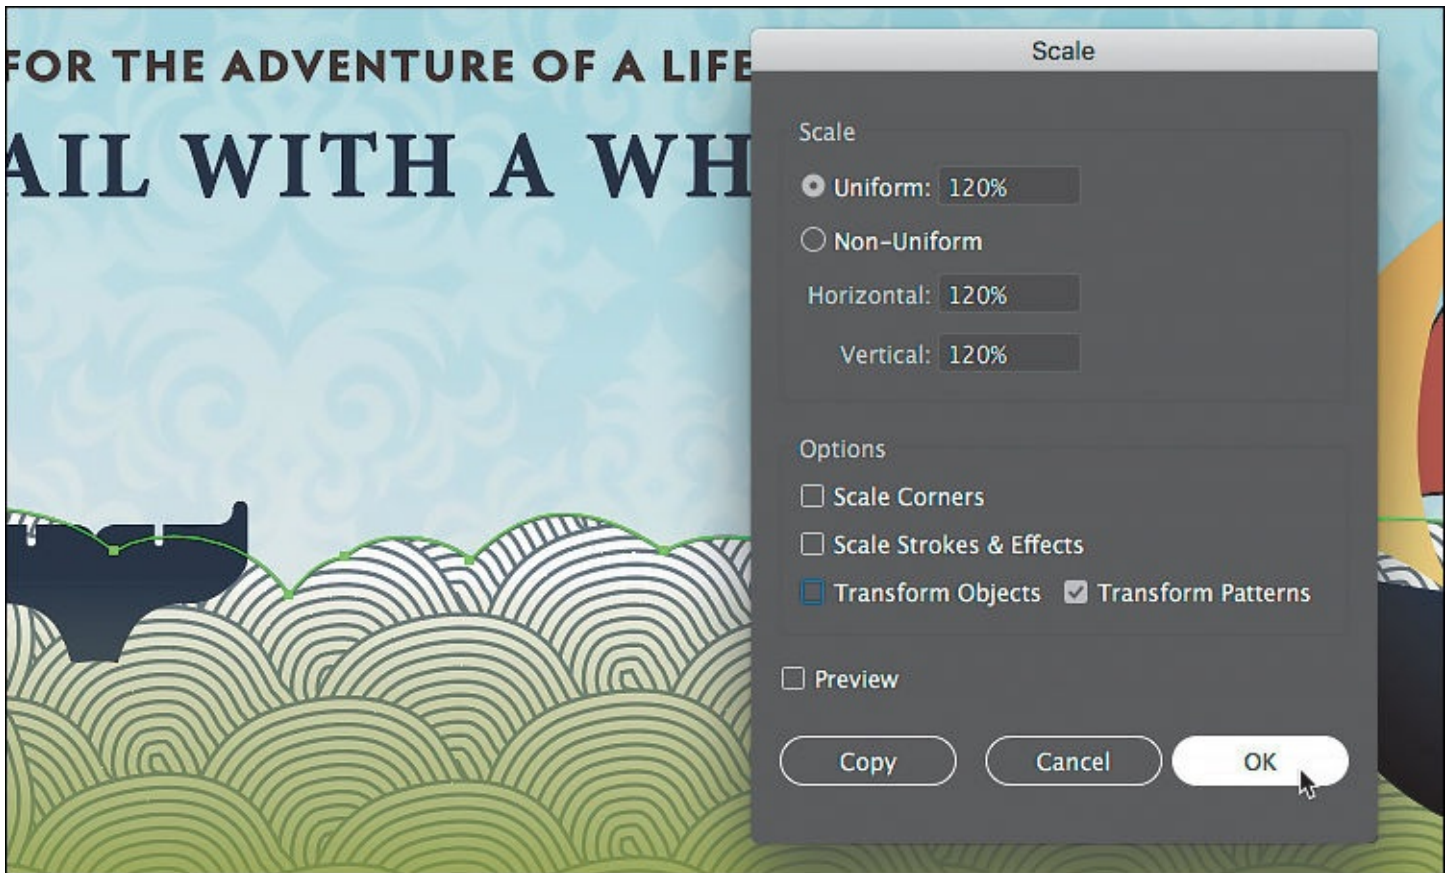 FOR THE ADVENTURE OF A LIFE
AIL WITH A WH
Scale
Scale
Uniform: 120%
Non-Uniform
Horizontal: 120%
Vertical: 120%
Options
Scale Corners
Scale Strokes & Effects
Transform Objects Transform Patterns
Preview
Copy Cancel OK